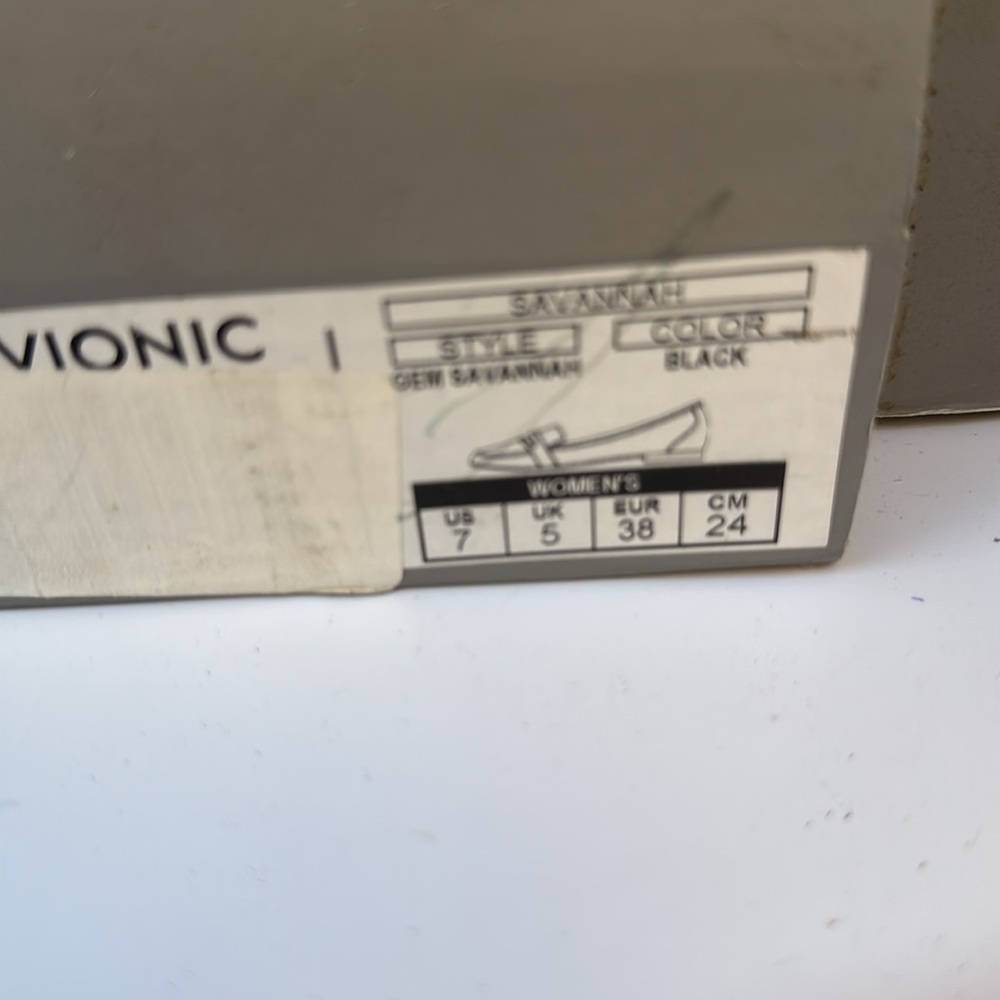 VIONIC
SAVANNAH
STYLE
COLOR
GEM SAVANNAH
BLACK
WOMEN'S
US UK EUR CM
7 5 38 24